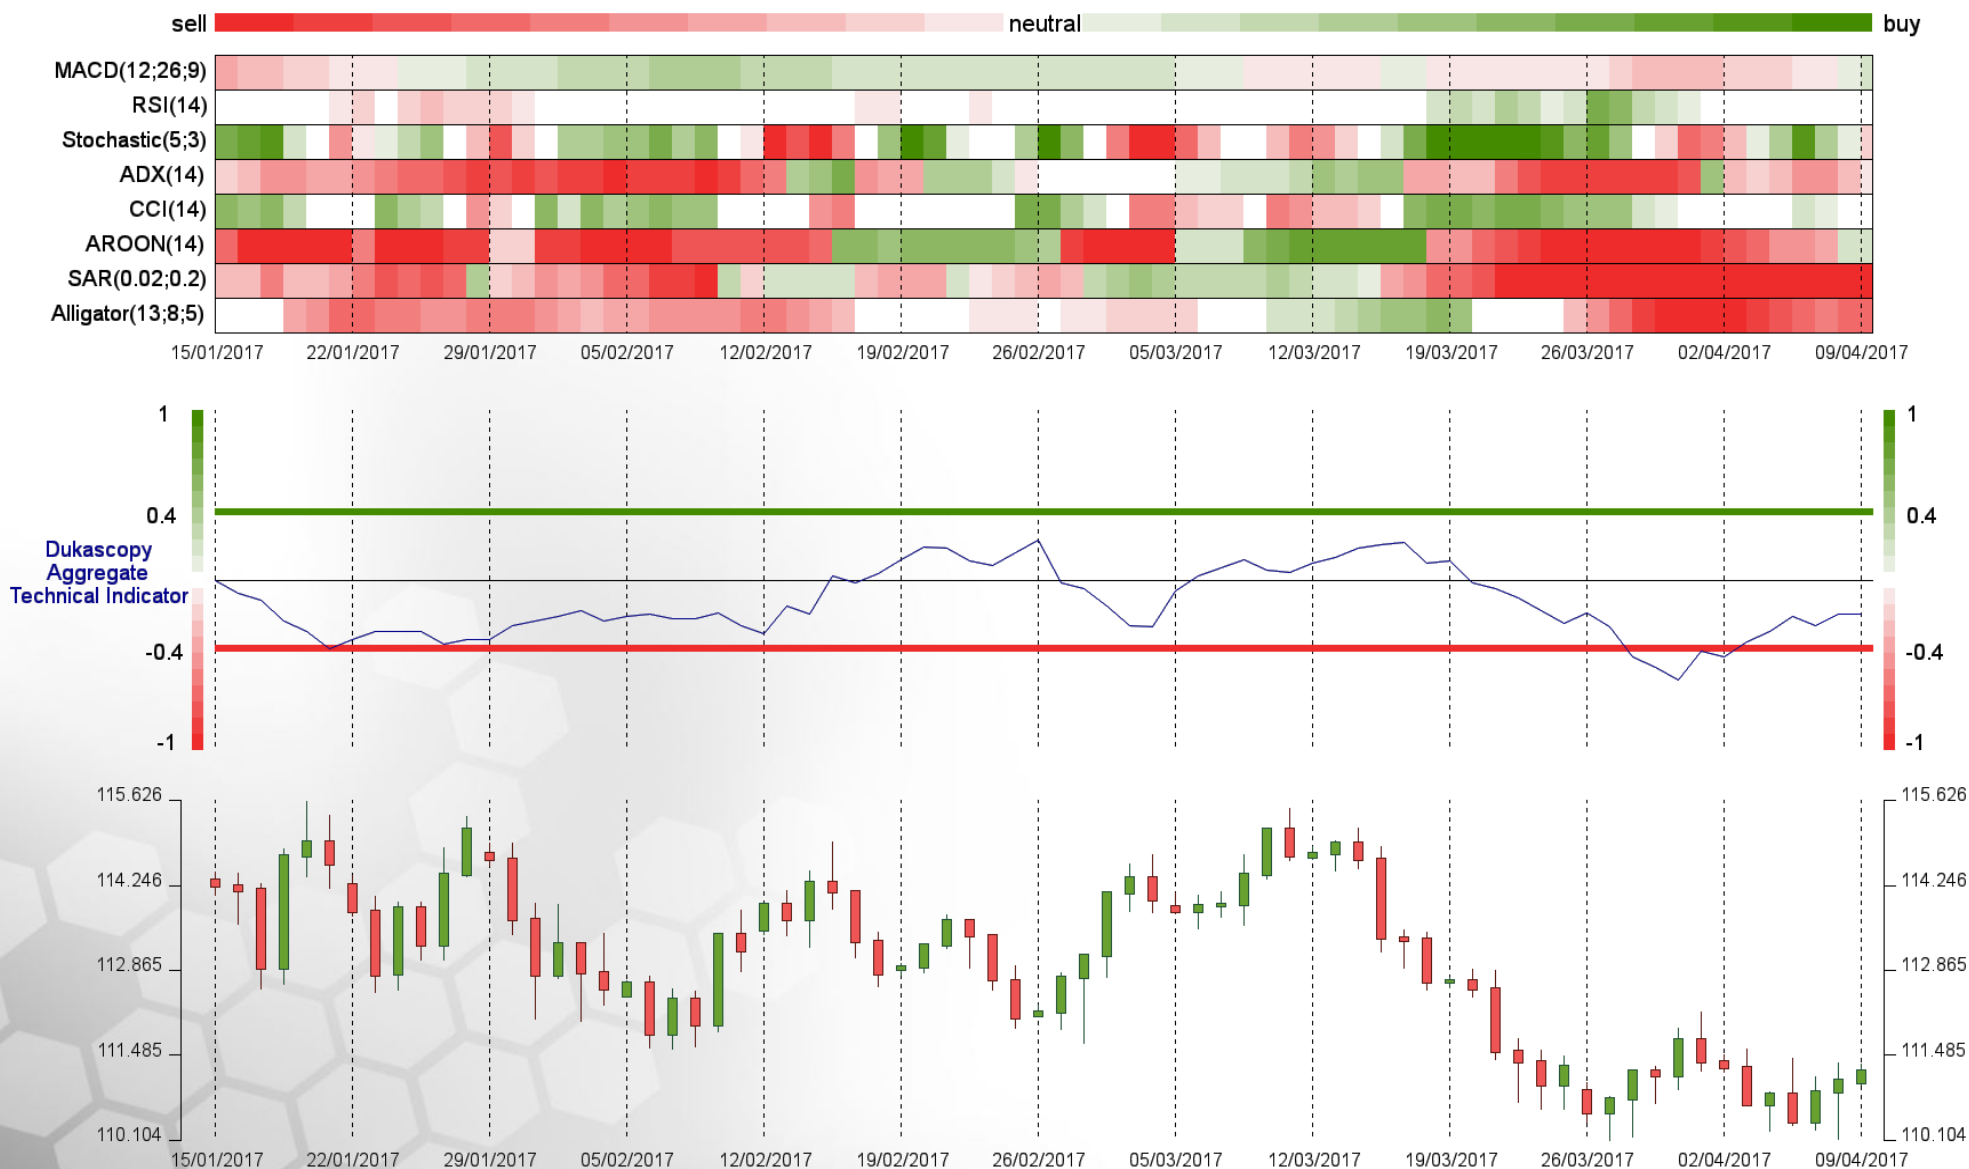 sell neutral buy
MACD(12;26;9)
RSI(14)
Stochastic(5;3)
ADX(14)
CCI(14)
AROON(14)
SAR(0.02;0.2)
Alligator(13;8;5)
15/01/2017 22/01/2017 29/01/2017 05/02/2017 12/02/2017 19/02/2017 26/02/2017 05/03/2017 12/03/2017 19/03/2017 26/03/2017 02/04/2017 09/04/2017
1 1
0.4 0.4
Dukascopy
Aggregate
Technical Indicator
-0.4 -0.4
-1 -1
115.626 115.626
114.246 114.246
112.865 112.865
111.485 111.485
110.104 110.104
15/01/2017 22/01/2017 29/01/2017 05/02/2017 12/02/2017 19/02/2017 26/02/2017 05/03/2017 12/03/2017 19/03/2017 26/03/2017 02/04/2017 09/04/2017